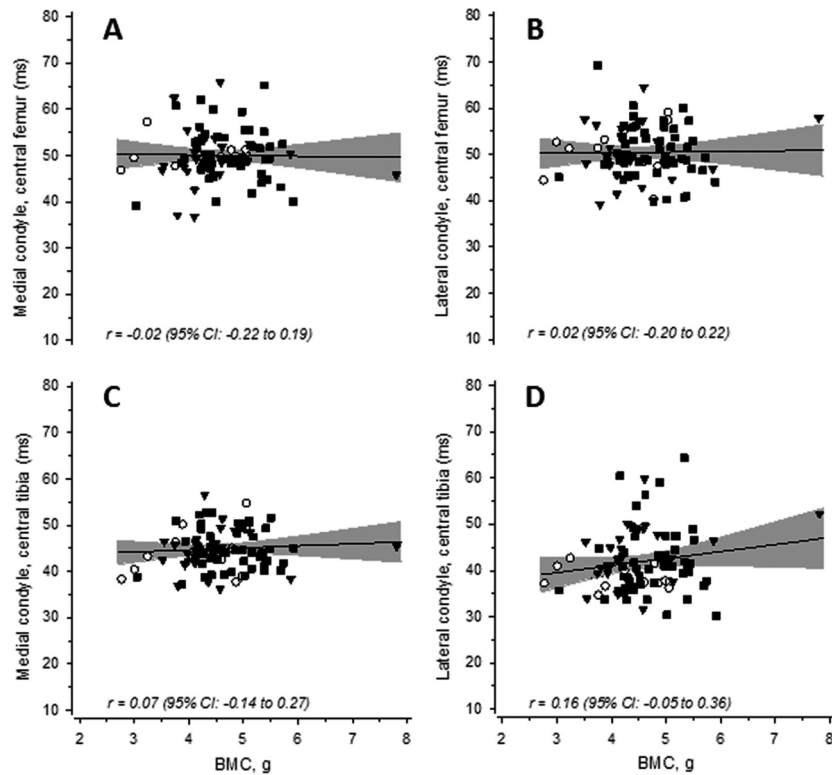 A
Medial condyle, central femur (ms)
80
70
60
50
40
30
20
10
r = -0.02 (95% CI: -0.22 to 0.19)
B
Lateral condyle, central femur (ms)
80
70
60
50
40
30
20
10
r = 0.02 (95% CI: -0.20 to 0.22)
C
Medial condyle, central tibia (ms)
80
70
60
50
40
30
20
10
r = 0.07 (95% CI: -0.14 to 0.27)
2 3 4 5 6 7 8
BMC, g
D
Lateral condyle, central tibia (ms)
80
70
60
50
40
30
20
10
r = 0.16 (95% CI: -0.05 to 0.36)
2 3 4 5 6 7 8
BMC, g